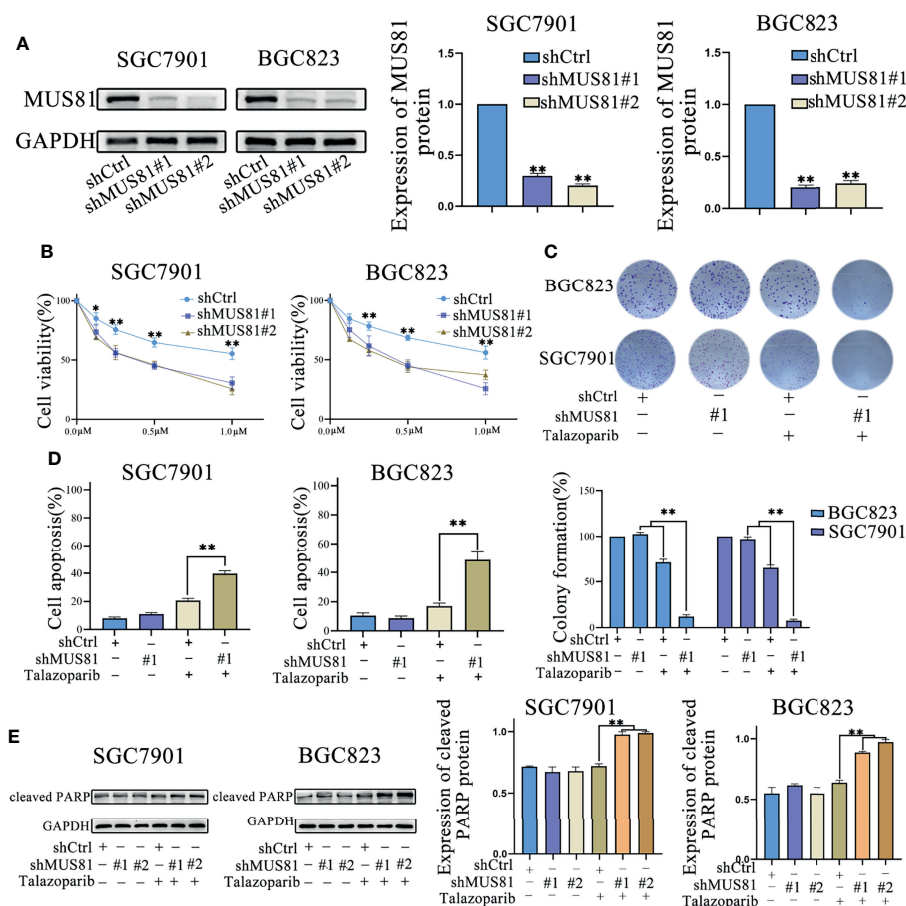 A
SGC7901
BGC823
MUS81
GAPDH
shCtrl
shMUS81#1
shMUS81#2
shCtrl
shMUS81#1
shMUS81#2
SGC7901
Expression of MUS81
protein
1.5
1.0
0.5
0.0
shCtrl
shMUS81#1
shMUS81#2
**
**
BGC823
Expression of MUS81
protein
1.5
1.0
0.5
0.0
shCtrl
shMUS81#1
shMUS81#2
**
**
B
SGC7901
Cell viability(%)
100
50
0
0.0μM
0.5μM
1.0μM
shCtrl
shMUS81#1
shMUS81#2
*
**
**
**
BGC823
Cell viability(%)
100
50
0
0.0μM
0.5μM
1.0μM
shCtrl
shMUS81#1
shMUS81#2
**
**
**
C
BGC823
SGC7901
shCtrl + − + −
shMUS81 − #1 − #1
Talazoparib − − + +
D
SGC7901
Cell apoptosis(%)
100
80
60
40
20
0
**
shCtrl + − + −
shMUS81 − #1 − #1
Talazoparib − − + +
BGC823
Cell apoptosis(%)
100
80
60
40
20
0
**
shCtrl + − + −
shMUS81 − #1 − #1
Talazoparib − − + +
Colony formation(%)
150
100
50
0
**
**
BGC823
SGC7901
shCtrl + − + − + − + −
shMUS81 − #1 − #1 − #1 − #1
Talazoparib − − + + − − + +
E
SGC7901
cleaved PARP
GAPDH
shCtrl + − − + − −
shMUS81 − #1 #2 − #1 #2
Talazoparib − − − + + +
BGC823
cleaved PARP
GAPDH
shCtrl + − − + − −
shMUS81 − #1 #2 − #1 #2
Talazoparib − − − + + +
SGC7901
Expression of cleaved
PARP protein
1.0
0.5
0.0
**
shCtrl + − − + − −
shMUS81 − #1 #2 − #1 #2
Talazoparib − − − + + +
BGC823
Expression of cleaved
PARP protein
1.0
0.5
0.0
**
shCtrl + − − + − −
shMUS81 − #1 #2 − #1 #2
Talazoparib − − − + + +